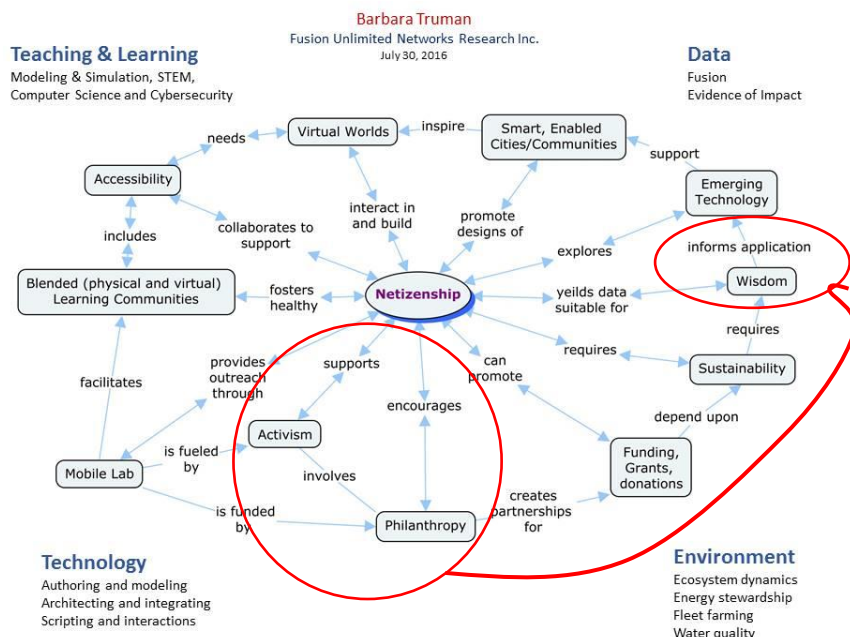 Barbara Truman
Fusion Unlimited Networks Research Inc.
July 30, 2016
Teaching & Learning
Modeling & Simulation, STEM,
Computer Science and Cybersecurity
Data
Fusion
Evidence of Impact
needs
Virtual Worlds
inspire
Smart, Enabled
Cities/Communities
support
Accessibility
Emerging
Technology
interact in
and build
promote
designs of
collaborates to
support
includes
explores
informs application
Blended (physical and virtual)
Learning Communities
fosters
healthy
Netizenship
yeilds data
suitable for
Wisdom
requires
provides
outreach
through
supports
can
promote
requires
Sustainability
facilitates
encourages
depend upon
is fueled
by
Activism
Mobile Lab
involves
Funding,
Grants,
donations
is funded
by
Philanthropy
creates
partnerships
for
Technology
Authoring and modeling
Architecting and integrating
Scripting and interactions
Environment
Ecosystem dynamics
Energy stewardship
Fleet farming
Water quality